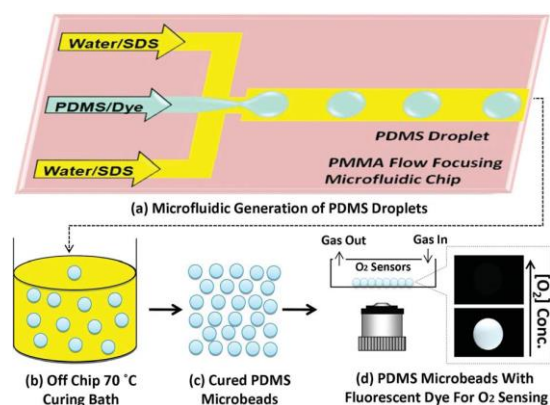 Water/SDS
PDMS/Dye
Water/SDS
PDMS Droplet
PMMA Flow Focusing
Microfluidic Chip
(a) Microfluidic Generation of PDMS Droplets
Gas Out
Gas In
O₂ Sensors
[O₂] Conc.
(b) Off Chip 70 ˚C
Curing Bath
(c) Cured PDMS
Microbeads
(d) PDMS Microbeads With
Fluorescent Dye For O₂ Sensing